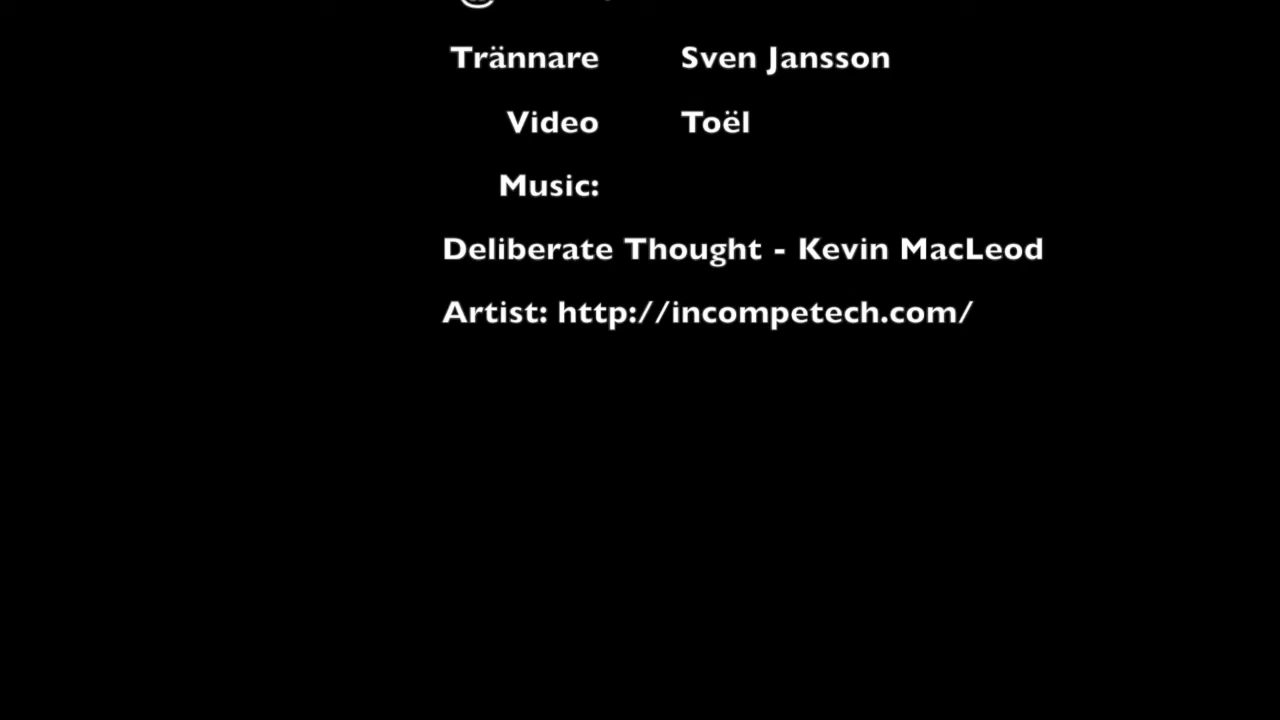 Trännare Sven Jansson
Video Toël
Music:
Deliberate Thought - Kevin MacLeod
Artist: http://incompetech.com/